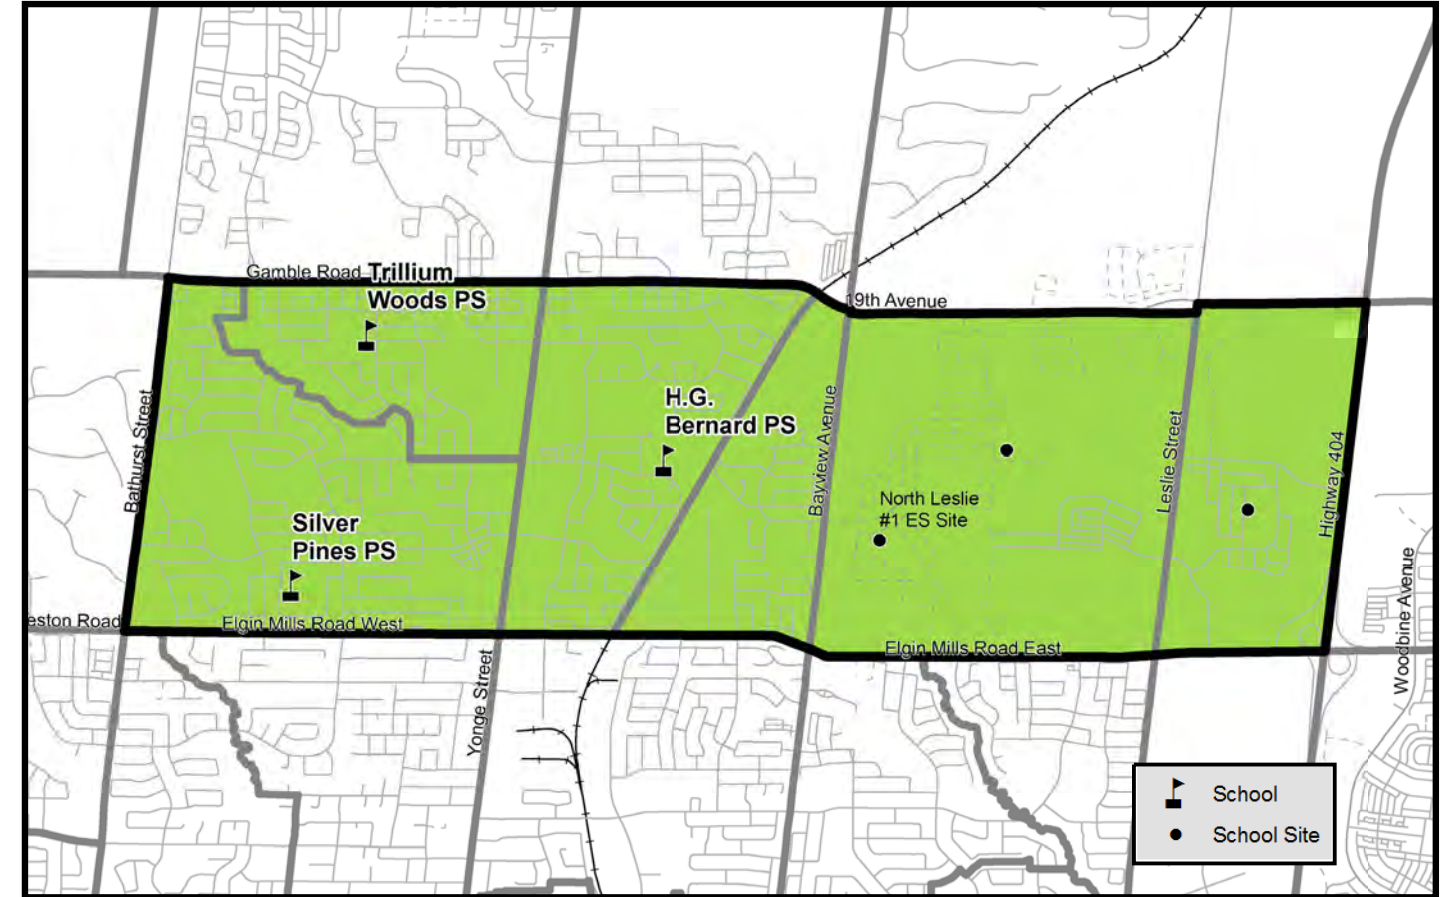 Gamble Road
Trillium
Woods PS
19th Avenue
H.G.
Bernard PS
Bathurst Street
Bayview Avenue
Leslie Street
Highway 404
North Leslie
#1 ES Site
Silver
Pines PS
eston Road
Elgin Mills Road West
Elgin Mills Road East
Yonge Street
Woodbine Avenue
School
School Site